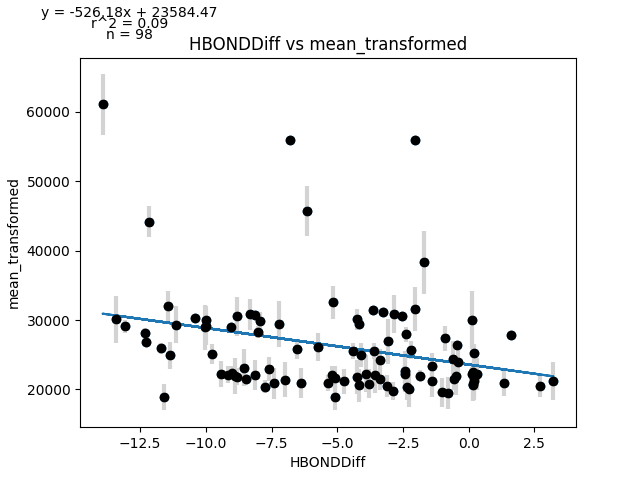 y = -526.18x + 23584.47
r^2 = 0.09
n = 98
HBONDDiff vs mean_transformed
60000
50000
40000
30000
20000
mean_transformed
−12.5
−10.0
−7.5
−5.0
−2.5
0.0
2.5
HBONDDiff